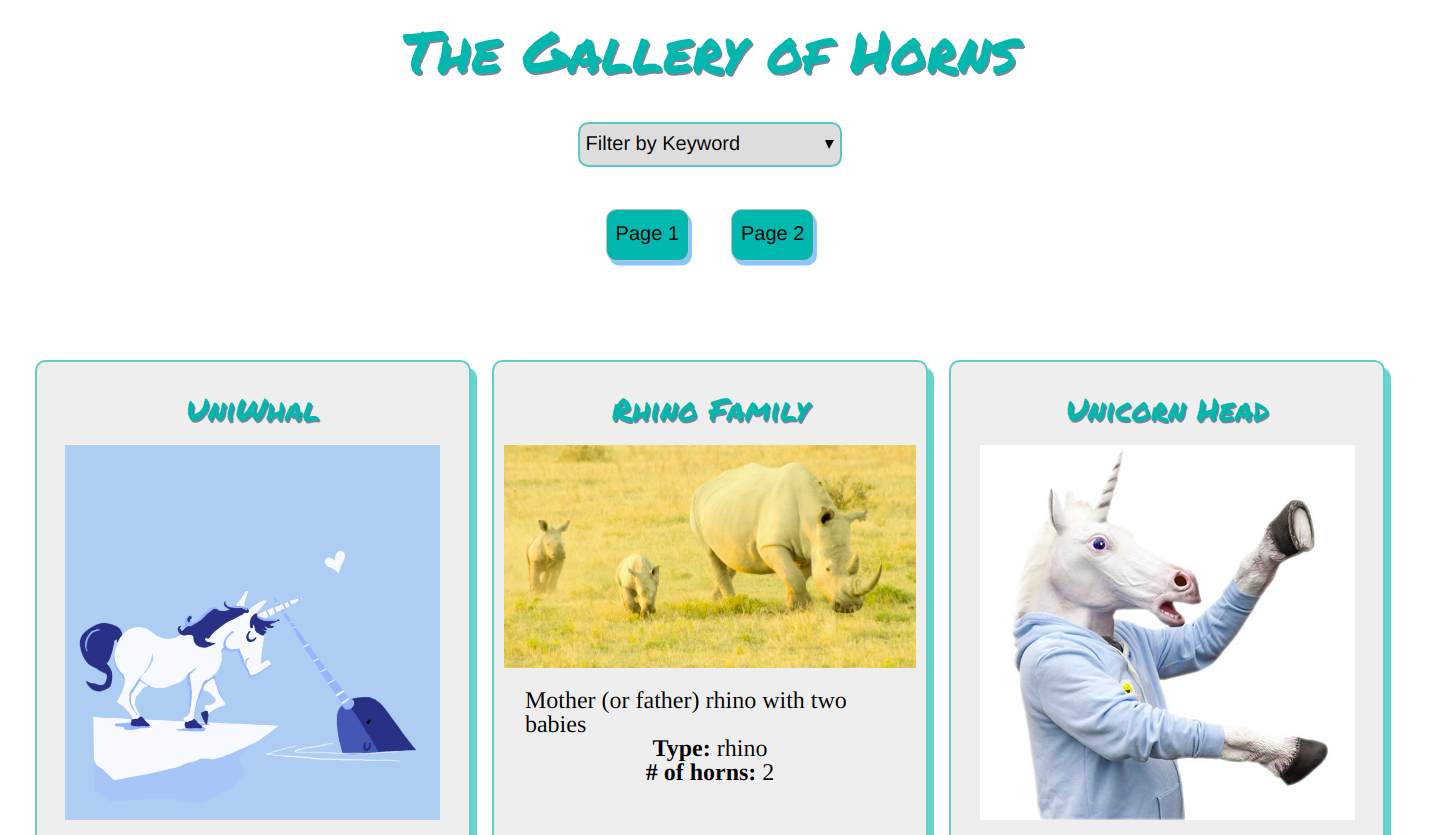 The Gallery of Horns
Filter by Keyword
Page 1
Page 2
UniWhal
Rhino Family
Unicorn Head
Mother (or father) rhino with two
babies
Type: rhino
# of horns: 2